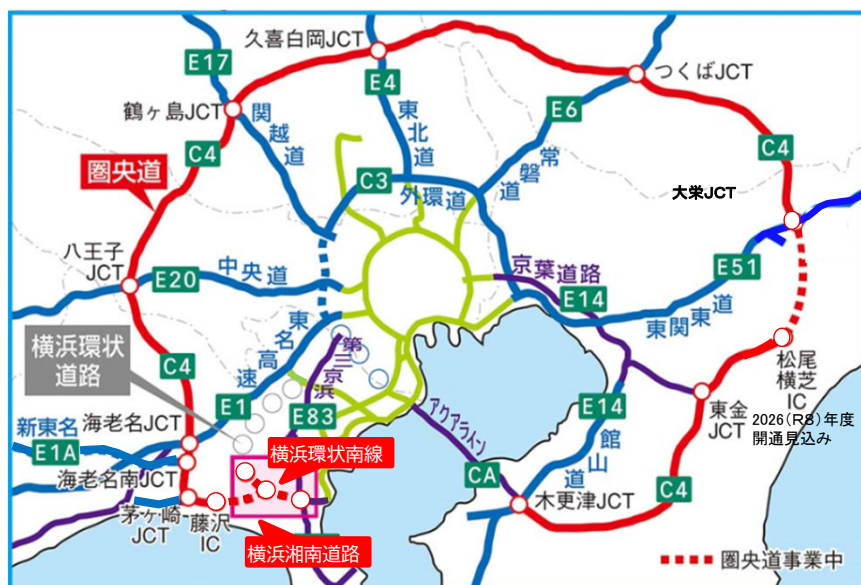 久喜白岡JCT
E17
E4
つくばJCT
鶴ヶ島JCT
関越道
東北道
E6
常磐道
C4
C4
圏央道
C3
外環道
大栄JCT
八王子
JCT
E20
中央道
京葉道路
E14
E51
東関東道
横浜環状
道路
C4
東名高速
第三京浜
松尾
横芝
IC
2026(R8)年度
開通見込み
新東名
E1A
海老名JCT
E1
E83
アクアライン
E14
館山道
東金
JCT
海老名南JCT
横浜環状南線
CA
C4
茅ヶ崎
JCT
藤沢
IC
木更津JCT
横浜湘南道路
圏央道事業中